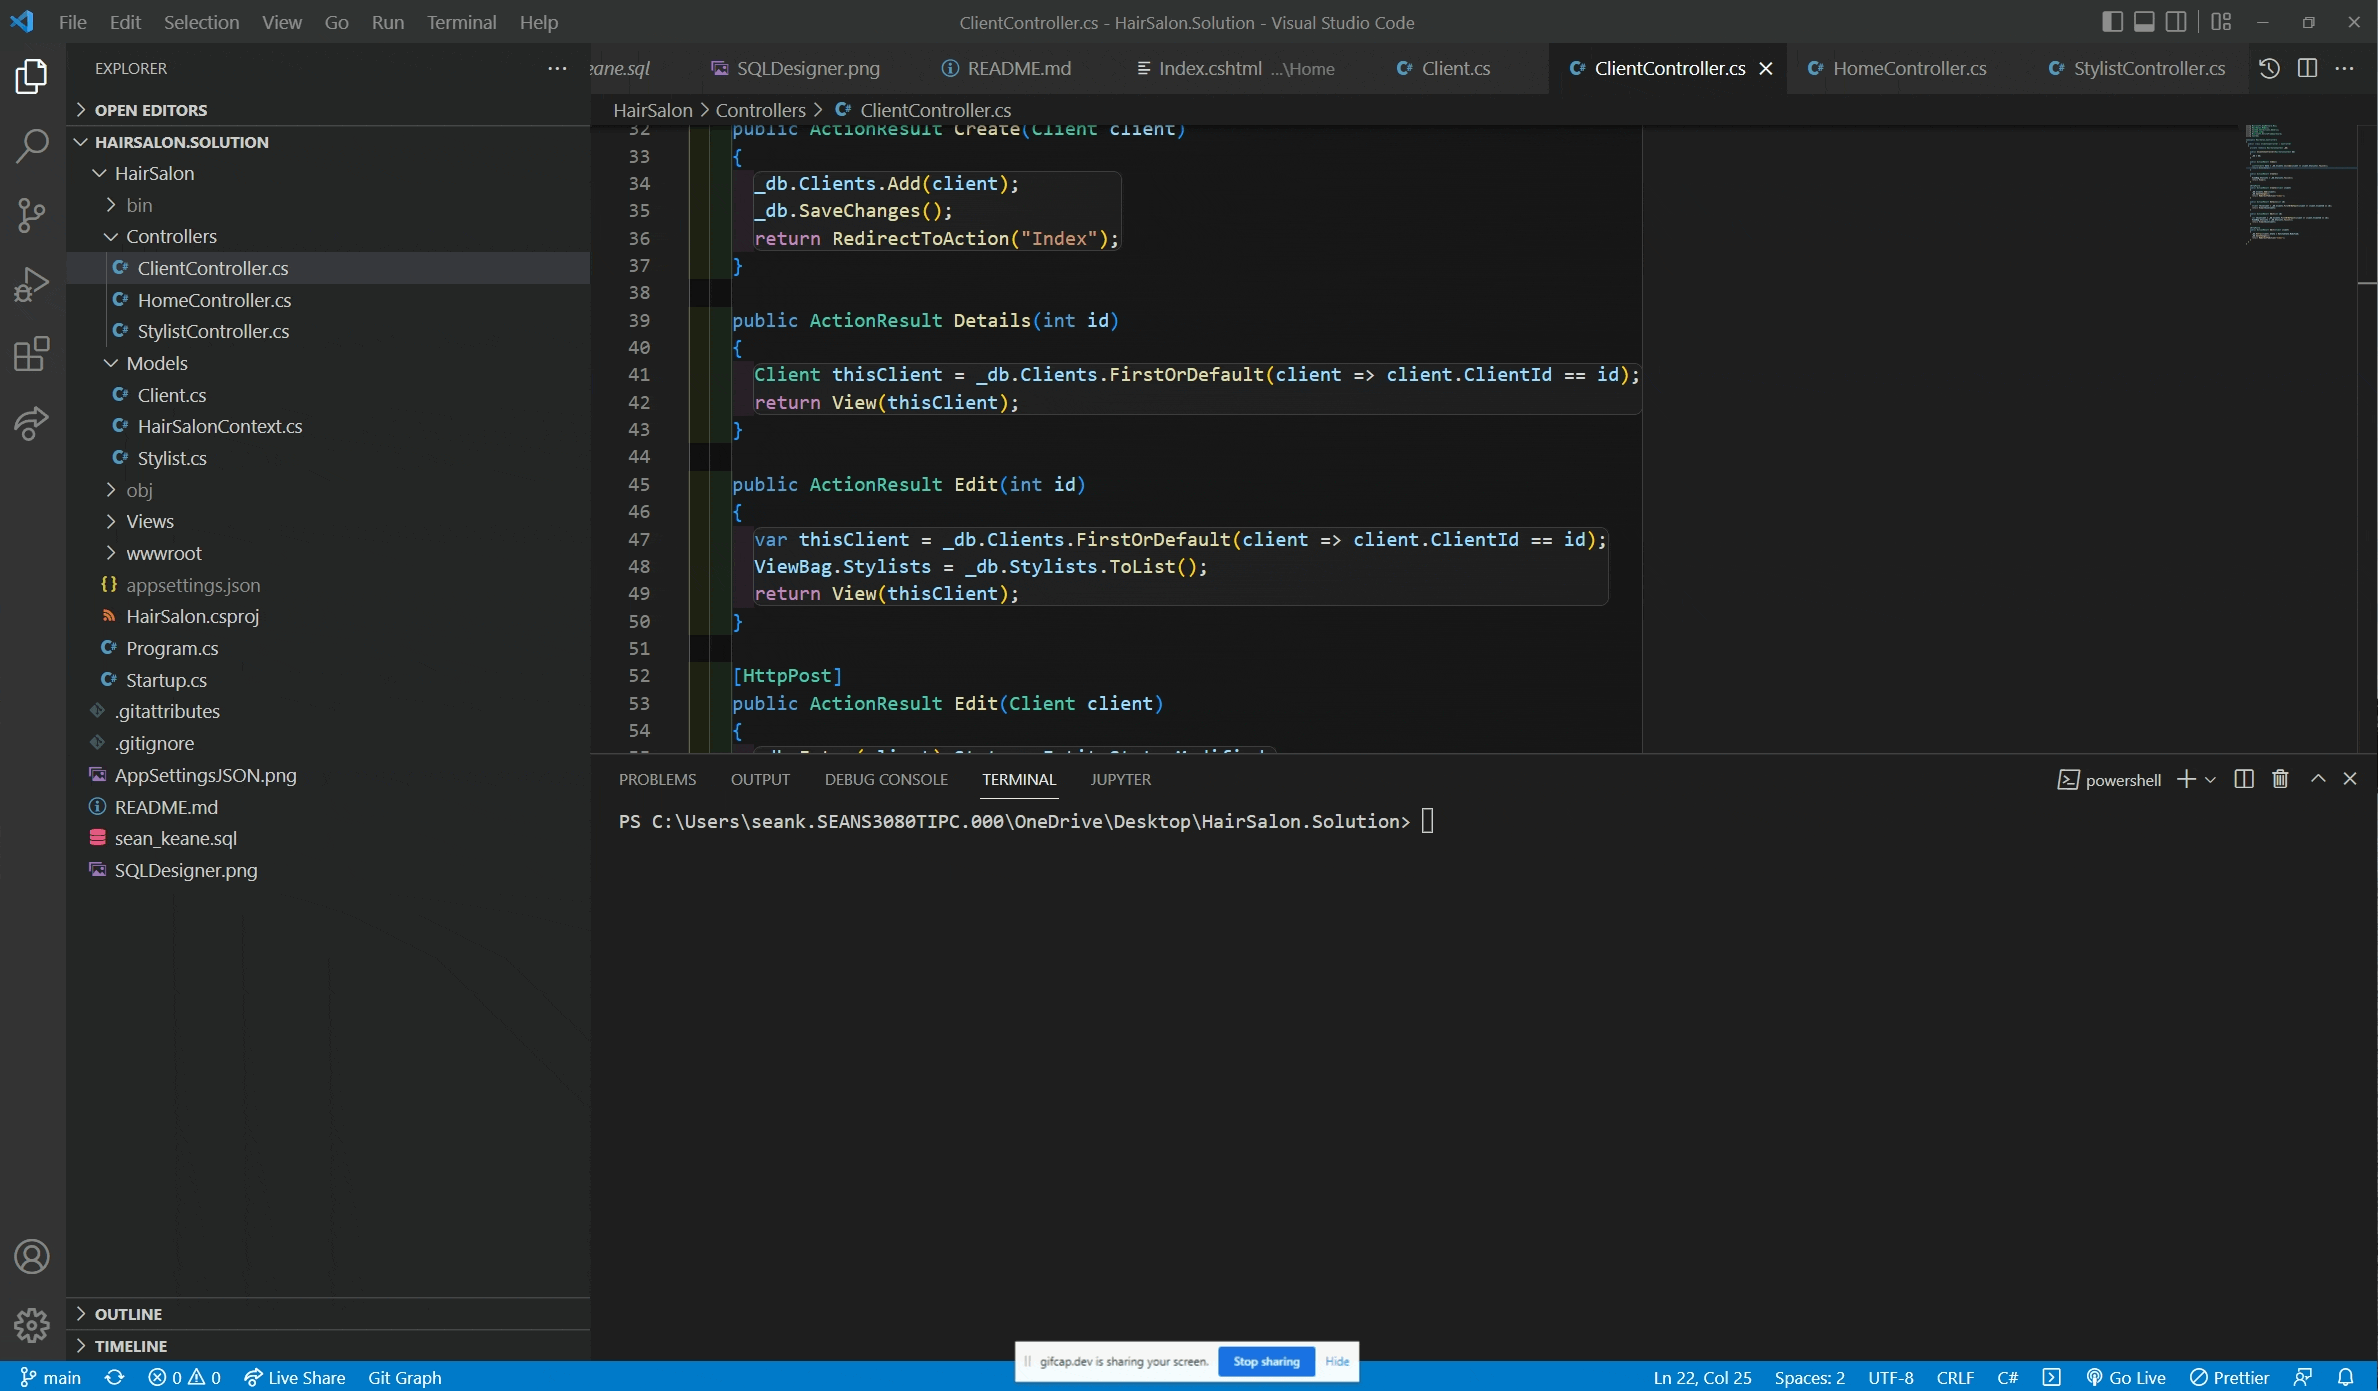 File Edit Selection View Go Run Terminal Help
ClientController.cs - HairSalon.Solution - Visual Studio Code
EXPLORER
OPEN EDITORS
HAIRSALON.SOLUTION
HairSalon
bin
Controllers
ClientController.cs
HomeController.cs
StylistController.cs
Models
Client.cs
HairSalonContext.cs
Stylist.cs
obj
Views
wwwroot
{} appsettings.json
HairSalon.csproj
Program.cs
Startup.cs
.gitattributes
.gitignore
AppSettingsJSON.png
README.md
sean_keane.sql
SQLDesigner.png
OUTLINE
TIMELINE
eane.sql SQLDesigner.png README.md Index.cshtml ...\Home Client.cs ClientController.cs HomeController.cs StylistController.cs
HairSalon > Controllers > ClientController.cs
32 public ActionResult Create(Client client)
33 {
34 _db.Clients.Add(client);
35 _db.SaveChanges();
36 return RedirectToAction("Index");
37 }
38
39 public ActionResult Details(int id)
40 {
41 Client thisClient = _db.Clients.FirstOrDefault(client => client.ClientId == id);
42 return View(thisClient);
43 }
44
45 public ActionResult Edit(int id)
46 {
47 var thisClient = _db.Clients.FirstOrDefault(client => client.ClientId == id);
48 ViewBag.Stylists = _db.Stylists.ToList();
49 return View(thisClient);
50 }
51
52 [HttpPost]
53 public ActionResult Edit(Client client)
54 {
PROBLEMS OUTPUT DEBUG CONSOLE TERMINAL JUPYTER
powershell
PS C:\Users\seank.SEANS3080TIPC.000\OneDrive\Desktop\HairSalon.Solution>
gifcap.dev is sharing your screen. Stop sharing Hide
main 0 0 Live Share Git Graph
Ln 22, Col 25 Spaces: 2 UTF-8 CRLF C# Go Live Prettier